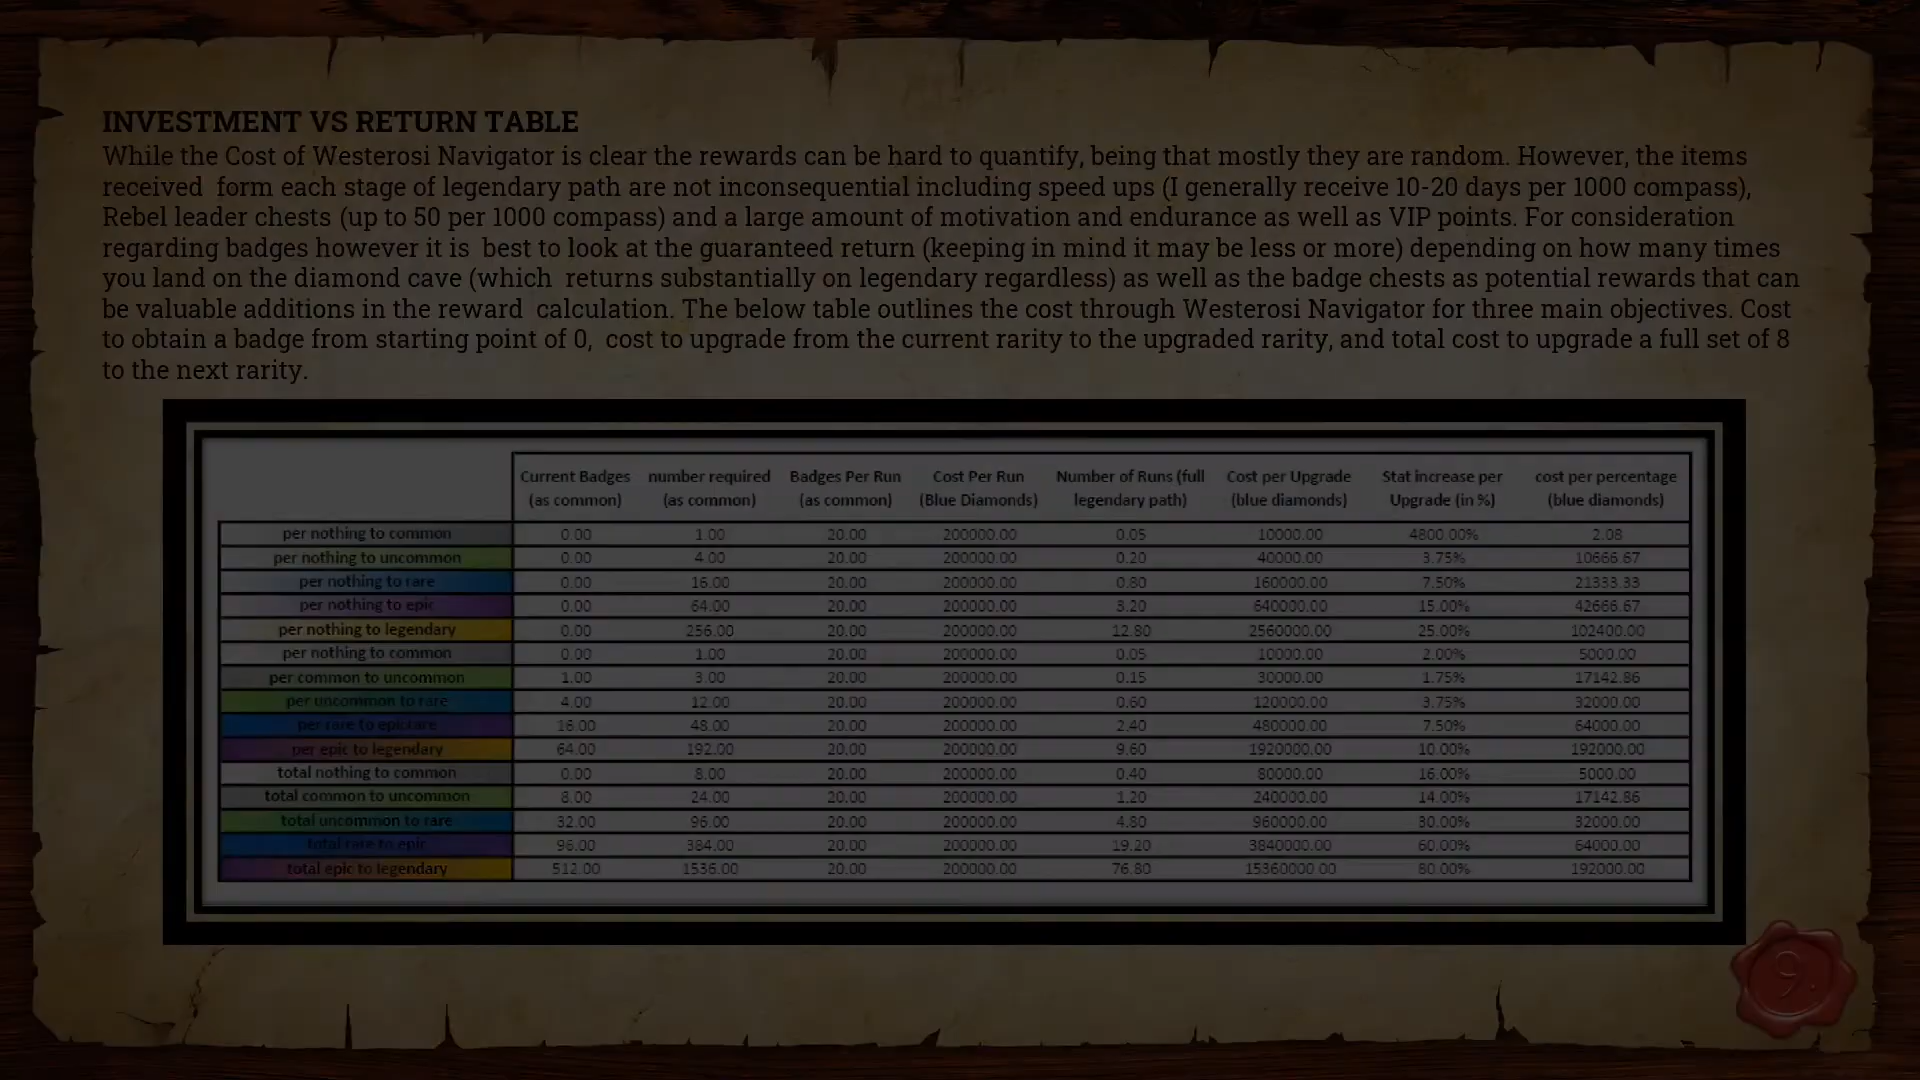 INVESTMENT VS RETURN TABLE
While the Cost of Westerosi Navigator is clear the rewards can be hard to quantify, being that mostly they are random. However, the items
received form each stage of legendary path are not inconsequential including speed ups (I generally receive 10-20 days per 1000 compass),
Rebel leader chests (up to 50 per 1000 compass) and a large amount of motivation and endurance as well as VIP points. For consideration
regarding badges however it is best to look at the guaranteed return (keeping in mind it may be less or more) depending on how many times
you land on the diamond cave (which returns substantially on legendary regardless) as well as the badge chests as potential rewards that can
be valuable additions in the reward calculation. The below table outlines the cost through Westerosi Navigator for three main objectives. Cost
to obtain a badge from starting point of 0, cost to upgrade from the current rarity to the upgraded rarity, and total cost to upgrade a full set of 8
to the next rarity.
Current Badges number required Badges Per Run Cost Per Run Number of Runs (full Cost per Upgrade Stat increase per cost per percentage
(as common) (as common) (as common) (Blue Diamonds) legendary path) (blue diamonds) Upgrade (in %) (blue diamonds)
per nothing to common 0.00 1.00 20.00 200000.00 0.05 10000.00 4800.00% 2.08
per nothing to uncommon 0.00 4.00 20.00 200000.00 0.20 40000.00 3.75% 10666.67
per nothing to rare 0.00 16.00 20.00 200000.00 0.80 160000.00 7.50% 21333.33
per nothing to epic 0.00 64.00 20.00 200000.00 3.20 640000.00 15.00% 42666.67
per nothing to legendary 0.00 256.00 20.00 200000.00 12.80 2560000.00 25.00% 102400.00
per nothing to common 0.00 1.00 20.00 200000.00 0.05 10000.00 2.00% 5000.00
per common to uncommon 1.00 3.00 20.00 200000.00 0.15 30000.00 1.75% 17142.86
per uncommon to rare 4.00 12.00 20.00 200000.00 0.60 120000.00 3.75% 32000.00
per rare to epicrare 16.00 48.00 20.00 200000.00 2.40 480000.00 7.50% 64000.00
per epic to legendary 64.00 192.00 20.00 200000.00 9.60 1920000.00 10.00% 192000.00
total nothing to common 0.00 8.00 20.00 200000.00 0.40 80000.00 16.00% 5000.00
total common to uncommon 8.00 24.00 20.00 200000.00 1.20 240000.00 14.00% 17142.86
total uncommon to rare 32.00 96.00 20.00 200000.00 4.80 960000.00 30.00% 32000.00
total rare to epic 96.00 384.00 20.00 200000.00 19.20 3840000.00 60.00% 64000.00
total epic to legendary 512.00 1536.00 20.00 200000.00 76.80 15360000.00 80.00% 192000.00
9.